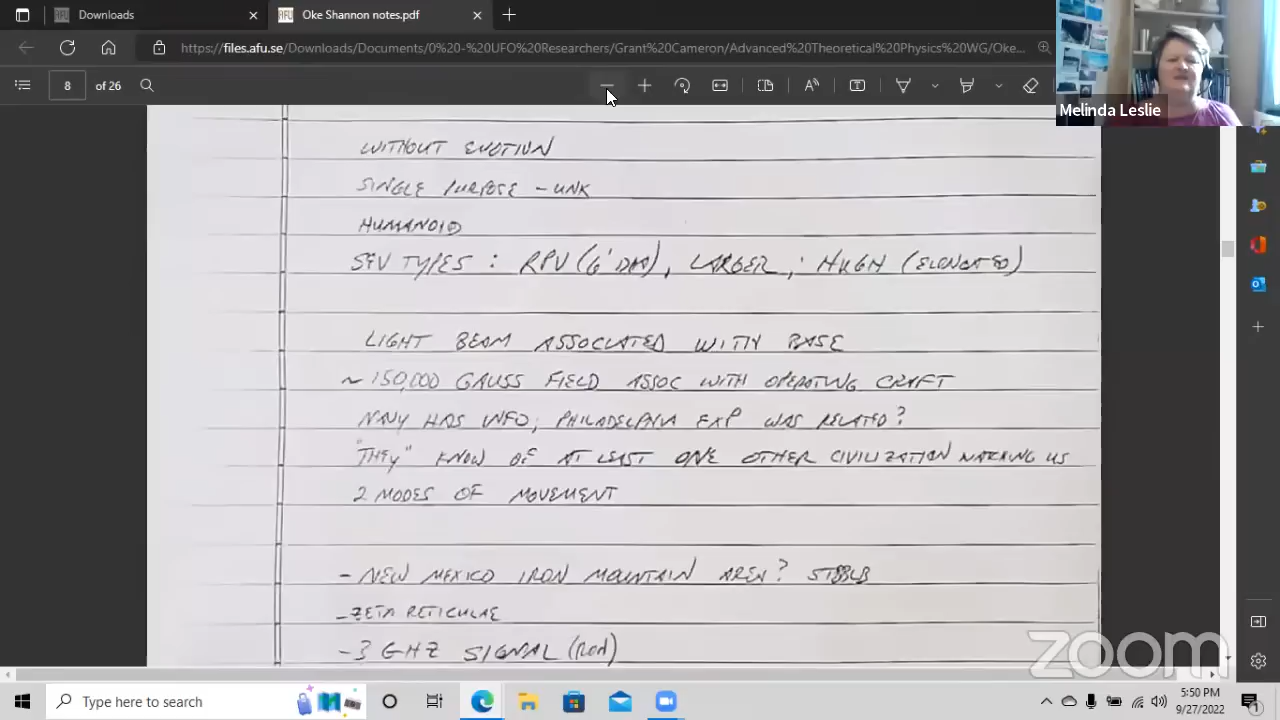 Downloads
Oke Shannon notes.pdf
https://files.afu.se/Downloads/Documents/0%20-%20UFO%20Researchers/Grant%20Cameron/Advanced%20Theoretical%20Physics%20WG/Oke...
8 of 26
Melinda Leslie
WITHOUT EMOTION
SINGLE PURPOSE - UNK
HUMANOID
TYPES : RPV (6' DIA), LARGER ; HUGH (ELONGATED)
LIGHT BEAM ASSOCIATED WITH BASE
~ 150,000 GAUSS FIELD ASSOC WITH OPERATING CRAFT
NAVY HAS INFO; PHILADELPHIA EXP WAS RELATED?
"THEY" KNOW OF AT LEAST ONE OTHER CIVILIZATION US
2 MODES OF MOVEMENT
- NEW MEXICO IRON MOUNTAIN AREA?
- ZETA RETICULAE
- 3 GHZ SIGNAL
zoom
Type here to search
5:50 PM
9/27/2022